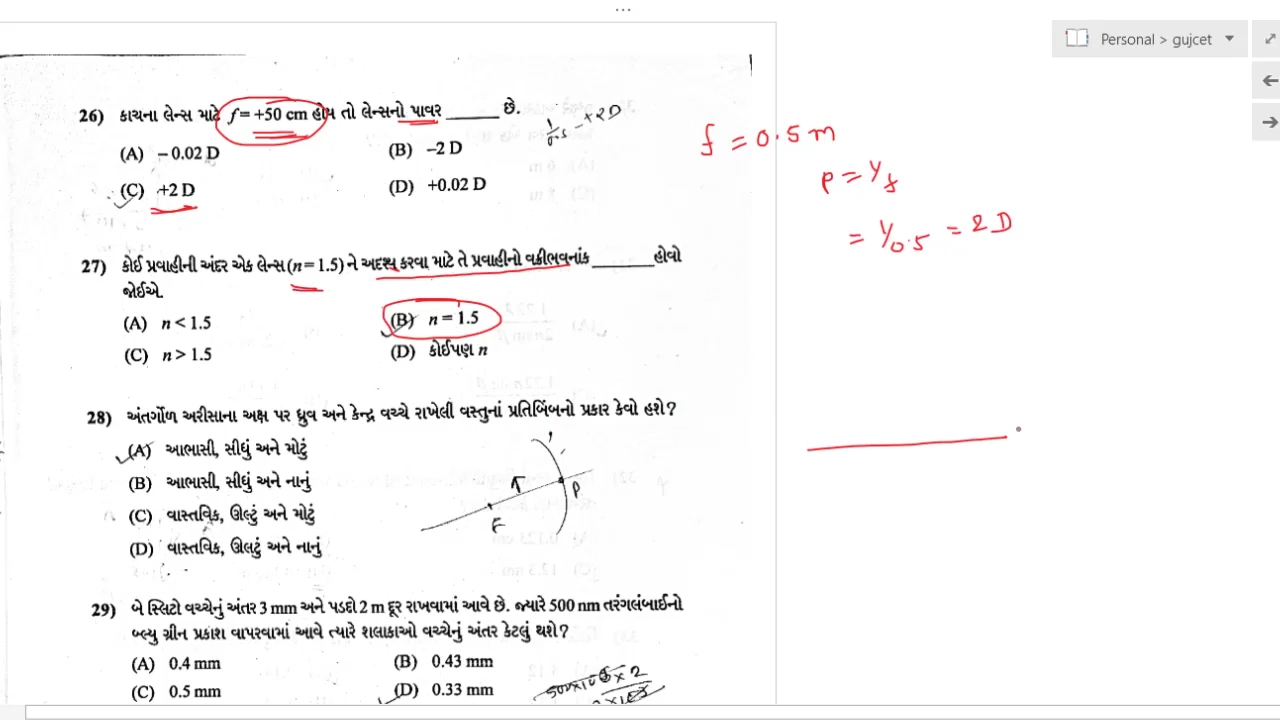 Personal > gujcet
26) કાચના લેન્સ માટે f = +50 cm હોય તો લેન્સનો પાવર ______ છે.
1/0.5 = +2D
(A) – 0.02 D
(B) –2 D
(C) +2 D
(D) +0.02 D
f = 0.5 m
P = 1/f
= 1/0.5 = 2 D
27) કોઈ પ્રવાહીની અંદર એક લેન્સ (n = 1.5) ને અદૃશ્ય કરવા માટે તે પ્રવાહીનો વક્રીભવનાંક ______ હોવો
જોઈએ.
(A) n < 1.5
(B) n = 1.5
(C) n > 1.5
(D) કોઈપણ n
28) અંતર્ગોળ અરીસાના અક્ષ પર ધ્રુવ અને કેન્દ્ર વચ્ચે રાખેલી વસ્તુનાં પ્રતિબિંબનો પ્રકાર કેવો હશે?
(A) આભાસી, સીધું અને મોટું
(B) આભાસી, સીધું અને નાનું
(C) વાસ્તવિક, ઊલ્ટું અને મોટું
(D) વાસ્તવિક, ઊલટું અને નાનું
P
F
29) બે સ્લિટો વચ્ચેનું અંતર 3 mm અને પડદો 2 m દૂર રાખવામાં આવે છે. જ્યારે 500 nm તરંગલંબાઈનો
બ્લ્યુ ગ્રીન પ્રકાશ વાપરવામાં આવે ત્યારે શલાકાઓ વચ્ચેનું અંતર કેટલું થશે?
(A) 0.4 mm
(B) 0.43 mm
(C) 0.5 mm
(D) 0.33 mm